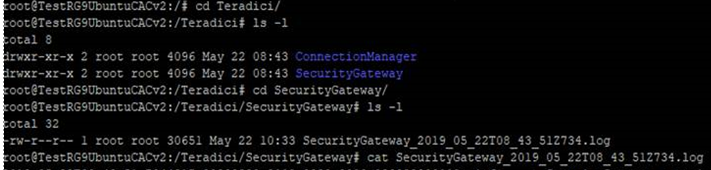 root@TestRG9UbuntuCACv2:/# cd Teradici/
root@TestRG9UbuntuCACv2:/Teradici# ls -l
total 8
drwxr-xr-x 2 root root 4096 May 22 08:43 ConnectionManager
drwxr-xr-x 2 root root 4096 May 22 08:43 SecurityGateway
root@TestRG9UbuntuCACv2:/Teradici# cd SecurityGateway/
root@TestRG9UbuntuCACv2:/Teradici/SecurityGateway# ls -l
total 32
-rw-r--r-- 1 root root 30651 May 22 10:33 SecurityGateway_2019_05_22T08_43_51Z734.log
root@TestRG9UbuntuCACv2:/Teradici/SecurityGateway# cat SecurityGateway_2019_05_22T08_43_51Z734.log